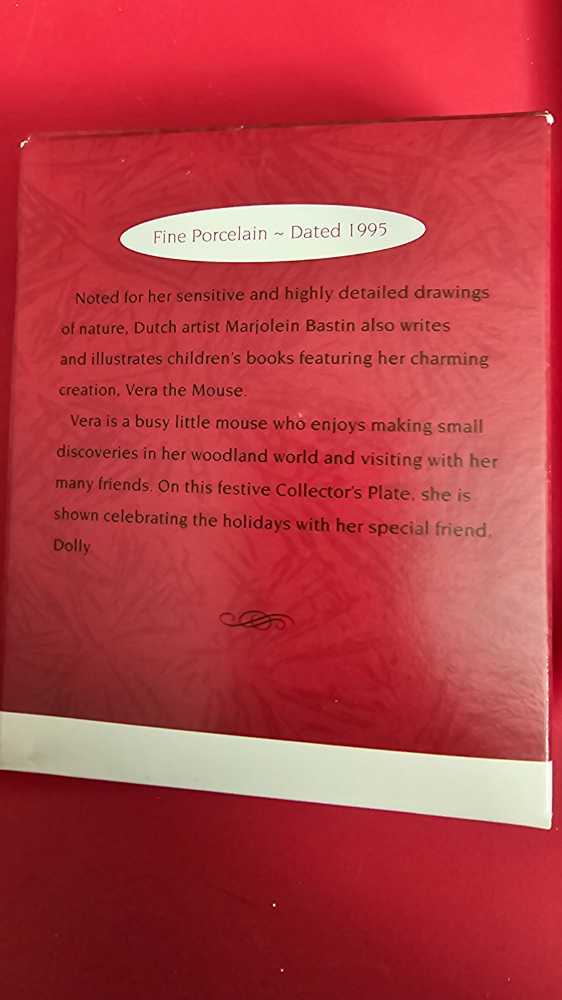 Fine Porcelain ~ Dated 1995
Noted for her sensitive and highly detailed drawings
of nature, Dutch artist Marjolein Bastin also writes
and illustrates children's books featuring her charming
creation, Vera the Mouse.
Vera is a busy little mouse who enjoys making small
discoveries in her woodland world and visiting with her
many friends. On this festive Collector's Plate, she is
shown celebrating the holidays with her special friend,
Dolly.